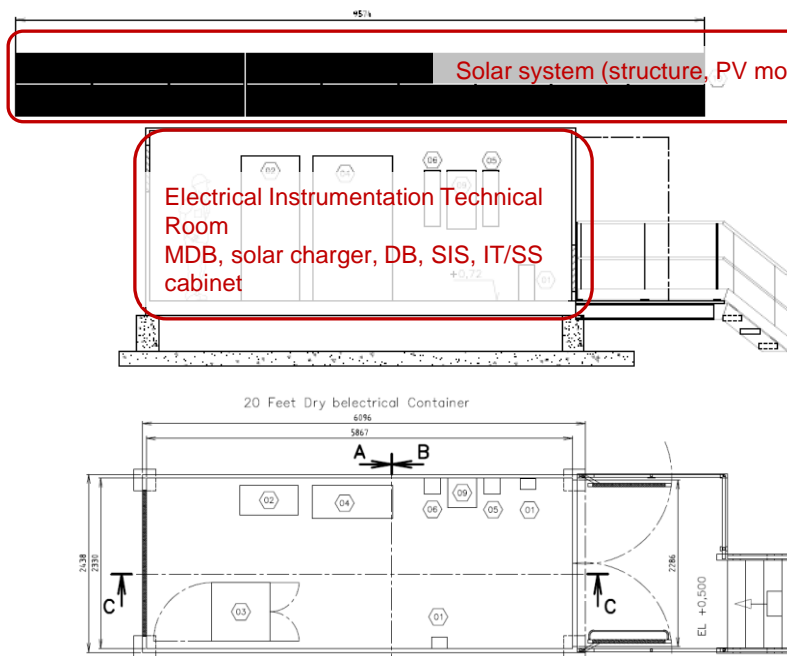 9574
Solar system (structure, PV mo
06
05
02
04
09
Electrical Instrumentation Technical
Room
MDB, solar charger, DB, SIS, IT/SS
cabinet
+0,72
01
20 Feet Dry belectrical Container
6096
5867
A
B
02
04
06
09
05
01
2438
2330
2286
C
C
EL +0,500
03
01